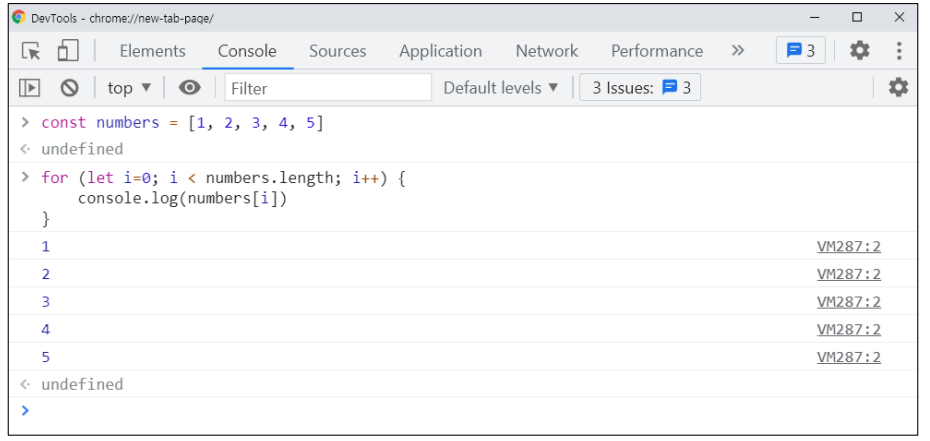 DevTools - chrome://new-tab-page/
Elements Console Sources Application Network Performance » 3
top ▼ Filter Default levels ▼ 3 Issues: 3
> const numbers = [1, 2, 3, 4, 5]
<· undefined
> for (let i=0; i < numbers.length; i++) {
console.log(numbers[i])
}
1 VM287:2
2 VM287:2
3 VM287:2
4 VM287:2
5 VM287:2
<· undefined
>